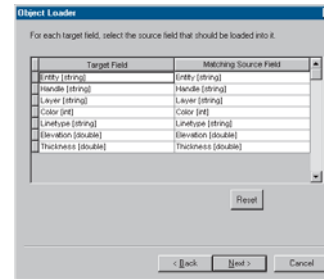 Object Loader
For each target field, select the source field that should be loaded into it.
Target Field Matching Source Field
Entity [string] Entity [string]
Handle [string] Handle [string]
Layer [string] Layer [string]
Color [int] Color [int]
Linetype [string] Linetype [string]
Elevation [double] Elevation [double]
Thickness [double] Thickness [double]
Reset
< Back Next > Cancel